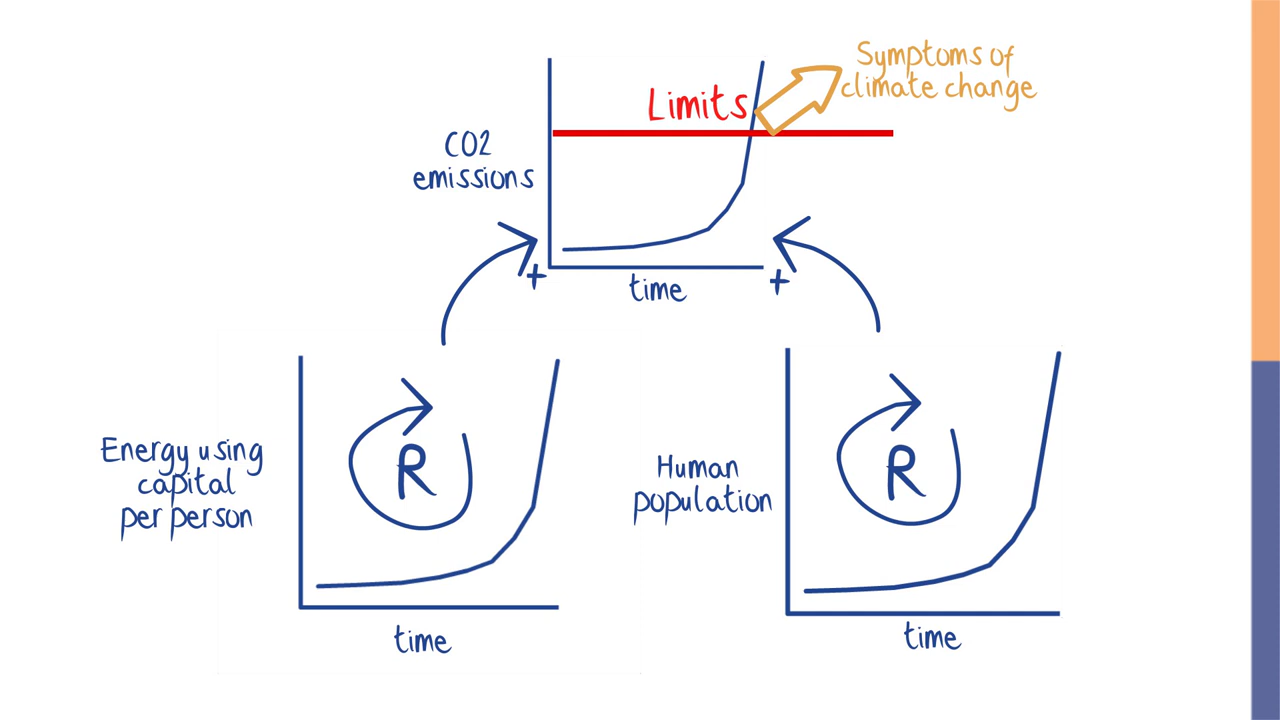 Symptoms of
climate change
Limits
CO2
emissions
+
+
time
Energy using
capital
per person
R
time
Human
population
R
time